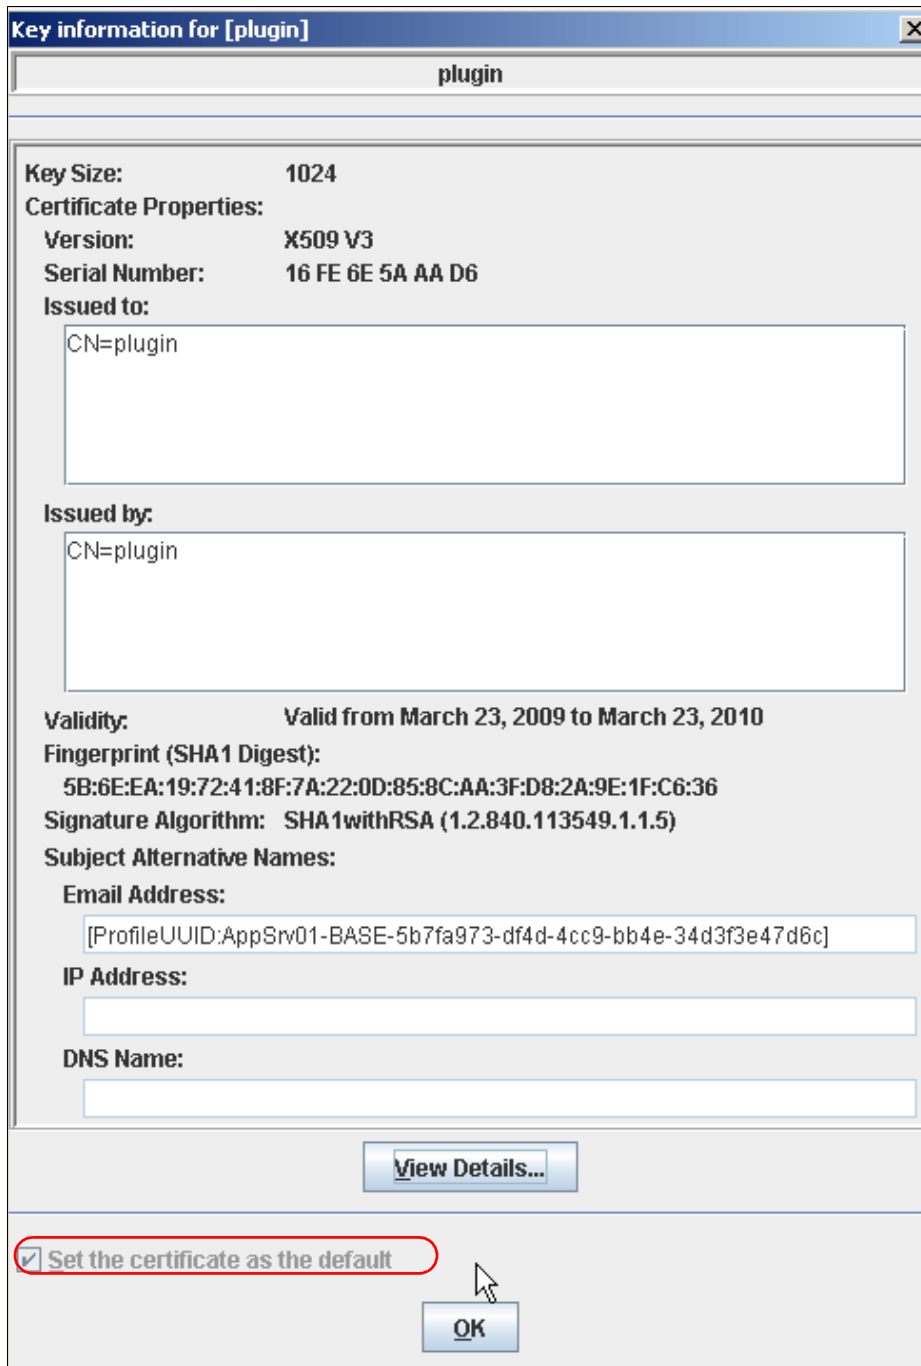 Key information for [plugin]
plugin
Key Size: 1024
Certificate Properties:
Version: X509 V3
Serial Number: 16 FE 6E 5A AA D6
Issued to:
CN=plugin
Issued by:
CN=plugin
Validity: Valid from March 23, 2009 to March 23, 2010
Fingerprint (SHA1 Digest):
5B:6E:EA:19:72:41:8F:7A:22:0D:85:8C:AA:3F:D8:2A:9E:1F:C6:36
Signature Algorithm: SHA1withRSA (1.2.840.113549.1.1.5)
Subject Alternative Names:
Email Address:
[ProfileUUID:AppSrv01-BASE-5b7fa973-df4d-4cc9-bb4e-34d3f3e47d6c]
IP Address:
DNS Name:
View Details...
Set the certificate as the default
OK